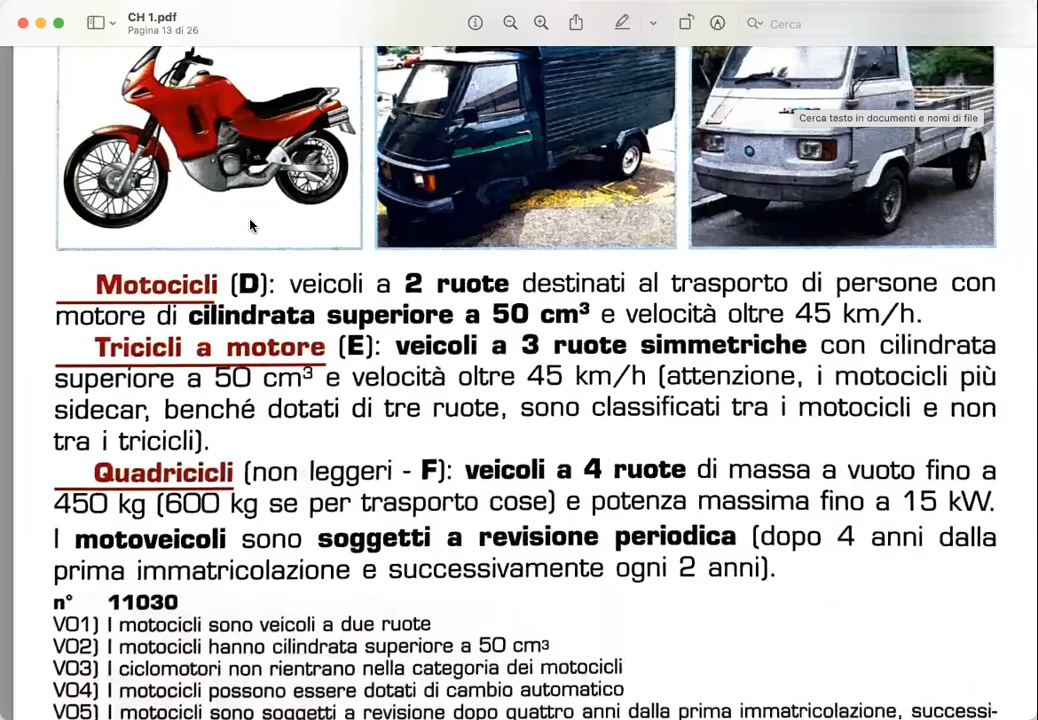 CH 1.pdf
Pagina 13 di 26
Cerca
Cerca testo in documenti e nomi di file
Motocicli (D): veicoli a 2 ruote destinati al trasporto di persone con
motore di cilindrata superiore a 50 cm³ e velocità oltre 45 km/h.
Tricicli a motore (E): veicoli a 3 ruote simmetriche con cilindrata
superiore a 50 cm³ e velocità oltre 45 km/h (attenzione, i motocicli più
sidecar, benché dotati di tre ruote, sono classificati tra i motocicli e non
tra i tricicli).
Quadricicli (non leggeri - F): veicoli a 4 ruote di massa a vuoto fino a
450 kg (600 kg se per trasporto cose) e potenza massima fino a 15 kW.
I motoveicoli sono soggetti a revisione periodica (dopo 4 anni dalla
prima immatricolazione e successivamente ogni 2 anni).
n° 11030
V01) I motocicli sono veicoli a due ruote
V02) I motocicli hanno cilindrata superiore a 50 cm³
V03) I ciclomotori non rientrano nella categoria dei motocicli
V04) I motocicli possono essere dotati di cambio automatico
V05) I motocicli sono soggetti a revisione dopo quattro anni dalla prima immatricolazione, successi-